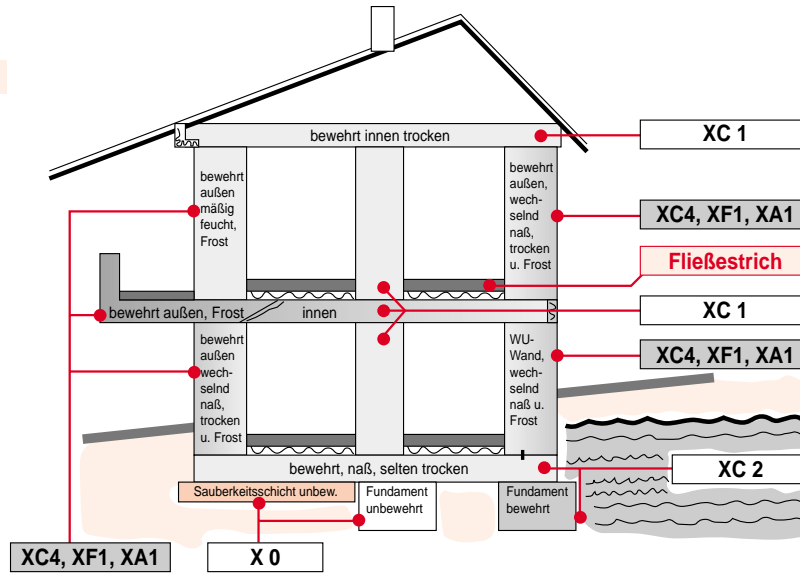 bewehrt innen trocken
XC 1
bewehrt
außen
mäßig
feucht,
Frost
bewehrt
außen,
wech-
selnd
naß,
trocken
u. Frost
XC4, XF1, XA1
Fließestrich
bewehrt außen, Frost
innen
XC 1
bewehrt
außen
wech-
selnd
naß,
trocken
u. Frost
WU-
Wand,
wech-
selnd
naß u.
Frost
XC4, XF1, XA1
bewehrt, naß, selten trocken
XC 2
Sauberkeitsschicht unbew.
Fundament
unbewehrt
Fundament
bewehrt
XC4, XF1, XA1
X 0